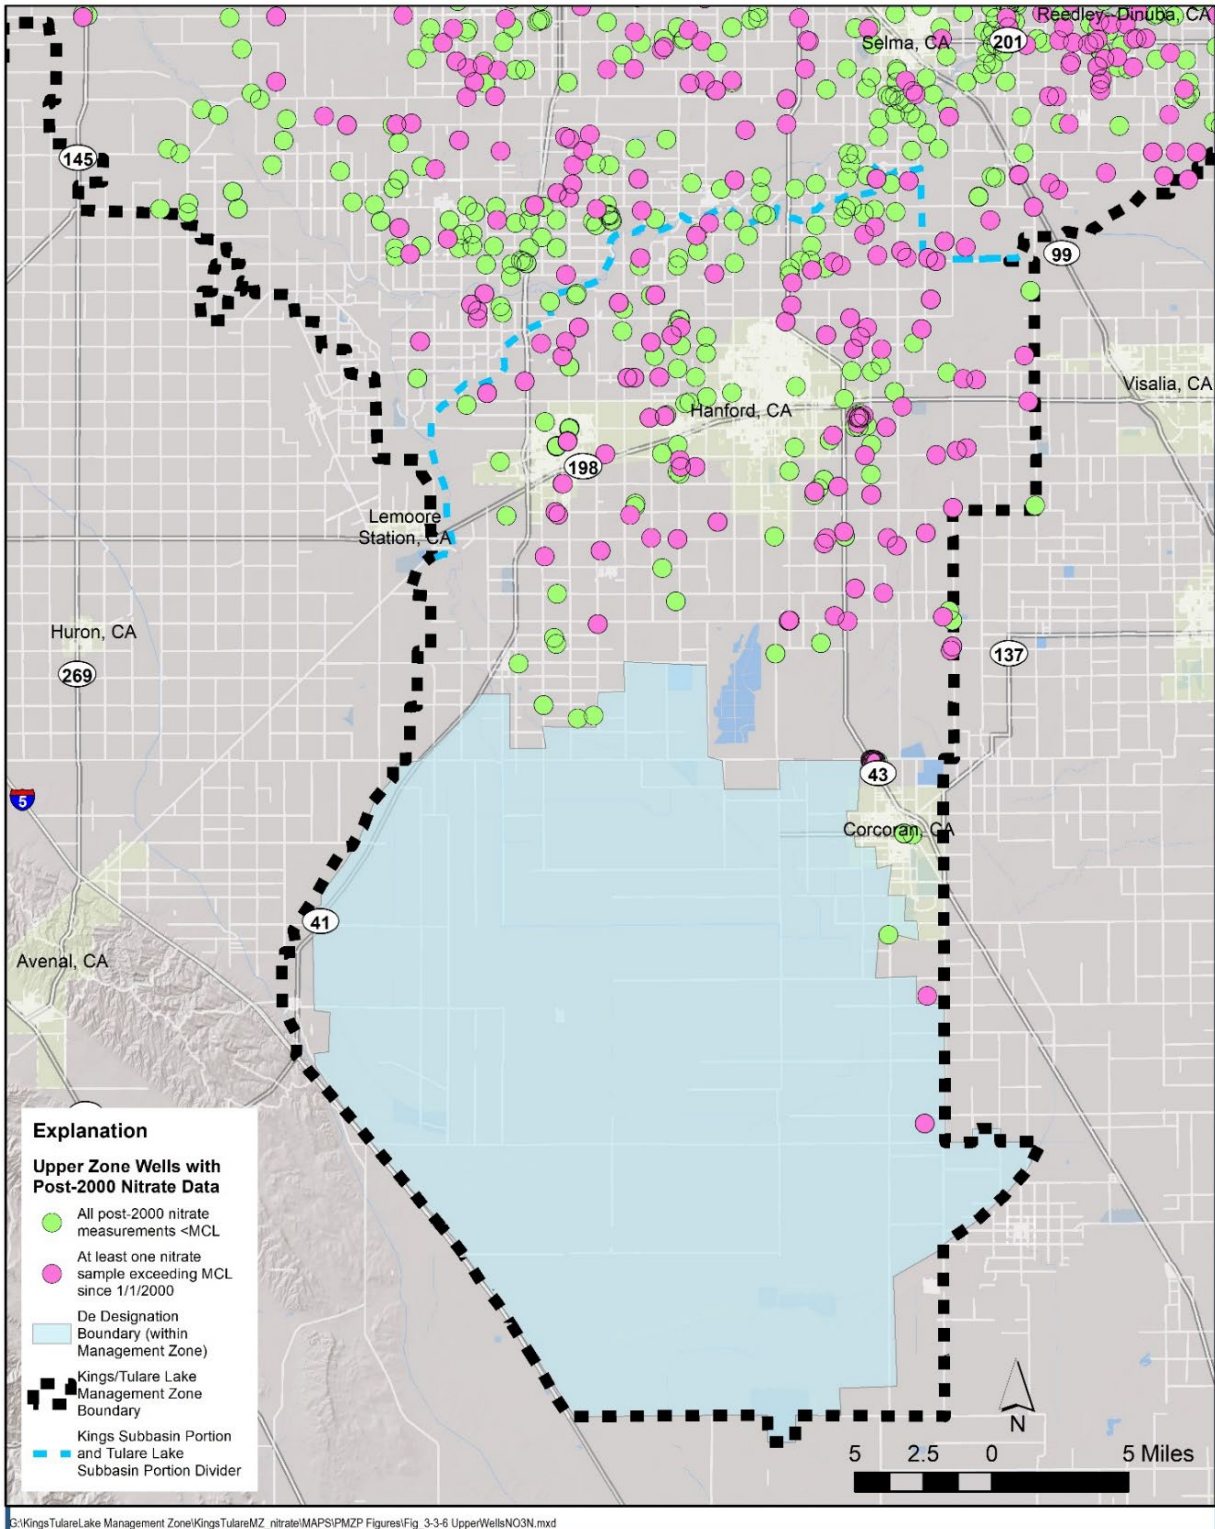 Reedley--Dinuba, CA
Selma, CA
201
145
99
Visalia, CA
Hanford, CA
198
Lemoore
Station, CA
Huron, CA
269
137
5
43
Corcoran, CA
41
Avenal, CA
Explanation
Upper Zone Wells with
Post-2000 Nitrate Data
All post-2000 nitrate
measurements <MCL
At least one nitrate
sample exceeding MCL
since 1/1/2000
De Designation
Boundary (within
Management Zone)
Kings/Tulare Lake
Management Zone
Boundary
Kings Subbasin Portion
and Tulare Lake
Subbasin Portion Divider
N
5 2.5 0 5 Miles
G:\KingsTulareLake Management Zone\KingsTulareMZ_nitrate\MAPS\PMZP Figures\Fig_3-3-6 UpperWellsNO3N.mxd